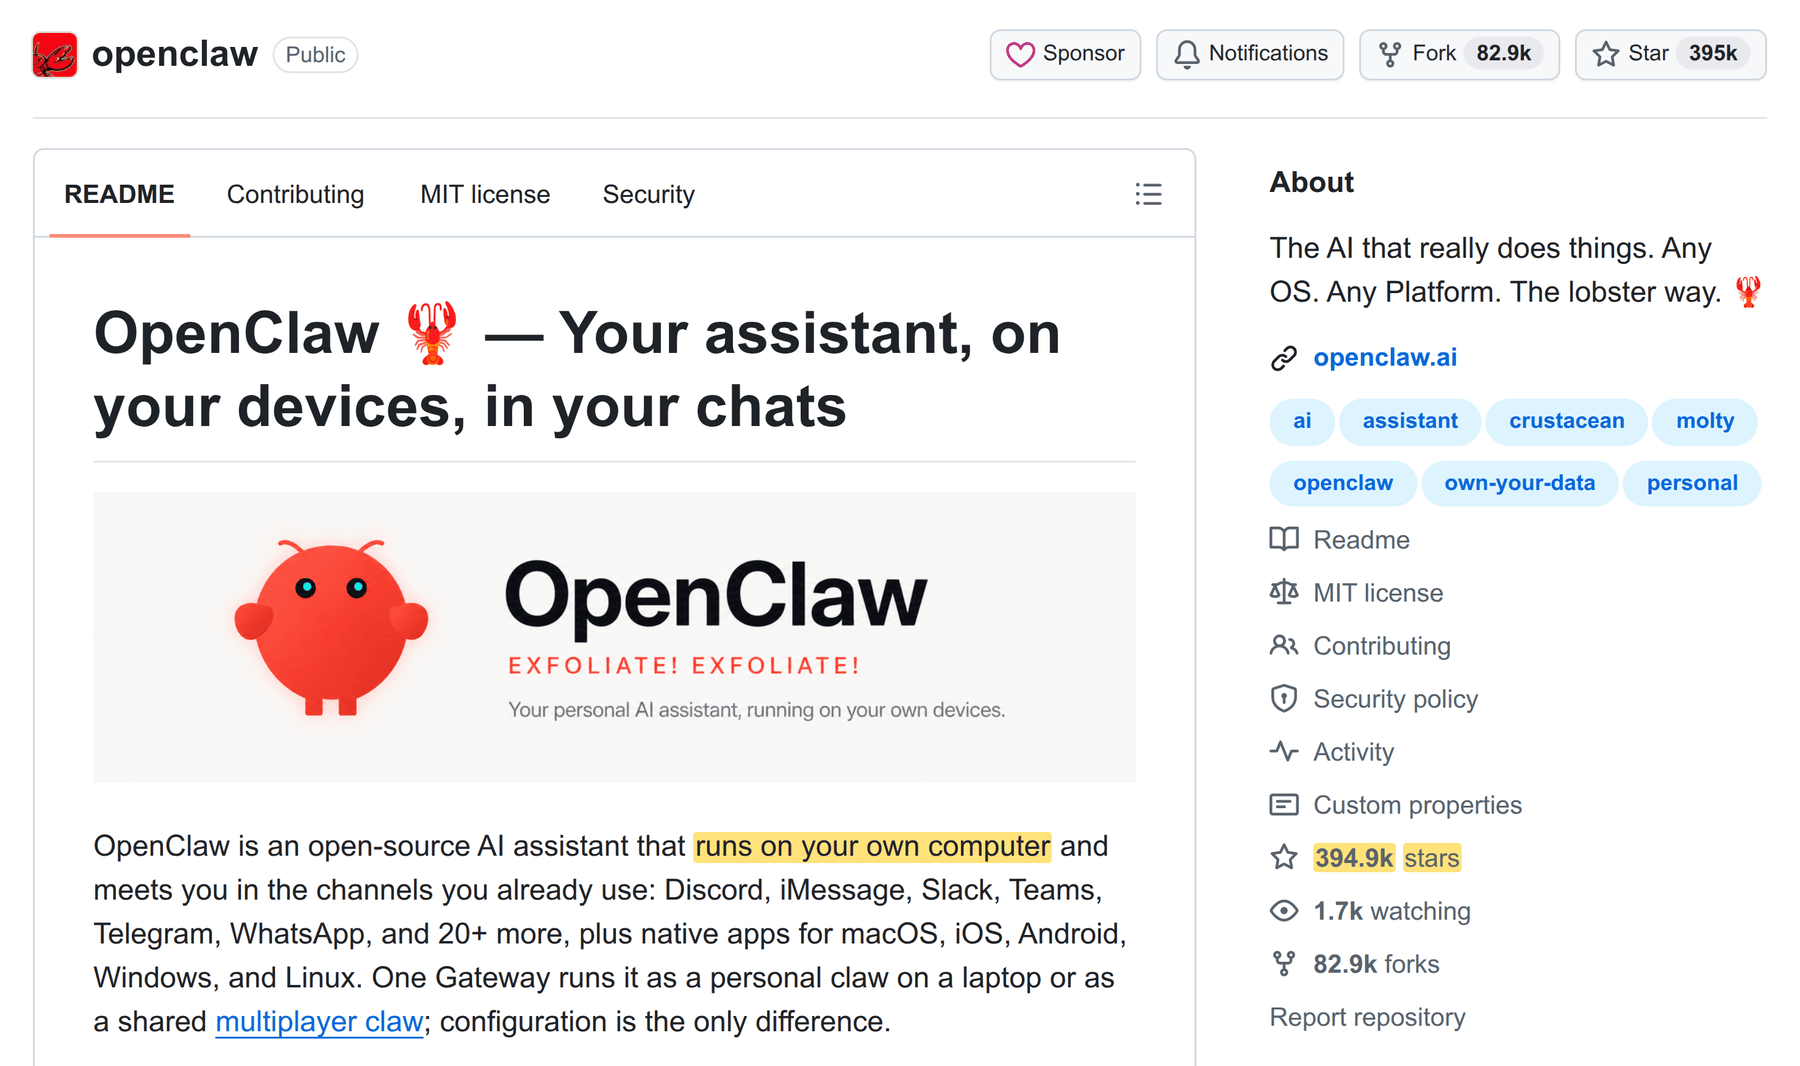 openclaw Public
Sponsor Notifications Fork 82.9k Star 395k
README Contributing MIT license Security
OpenClaw 🦞 — Your assistant, on
your devices, in your chats
OpenClaw
EXFOLIATE! EXFOLIATE!
Your personal AI assistant, running on your own devices.
OpenClaw is an open-source AI assistant that runs on your own computer and
meets you in the channels you already use: Discord, iMessage, Slack, Teams,
Telegram, WhatsApp, and 20+ more, plus native apps for macOS, iOS, Android,
Windows, and Linux. One Gateway runs it as a personal claw on a laptop or as
a shared multiplayer claw; configuration is the only difference.
About
The AI that really does things. Any
OS. Any Platform. The lobster way. 🦞
openclaw.ai
ai assistant crustacean molty
openclaw own-your-data personal
Readme
MIT license
Contributing
Security policy
Activity
Custom properties
394.9k stars
1.7k watching
82.9k forks
Report repository